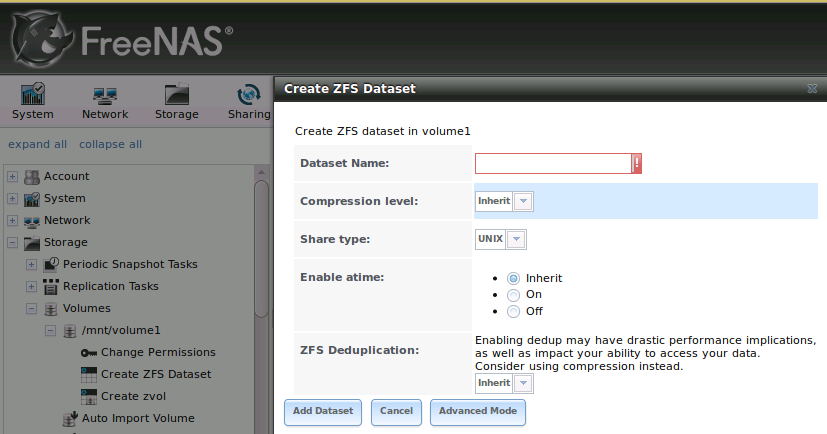 FreeNAS®
System
Network
Storage
Sharing
expand all
collapse all
Account
System
Network
Storage
Periodic Snapshot Tasks
Replication Tasks
Volumes
/mnt/volume1
Change Permissions
Create ZFS Dataset
Create zvol
Auto Import Volume
Create ZFS Dataset
Create ZFS dataset in volume1
Dataset Name:
!
Compression level:
Inherit
Share type:
UNIX
Enable atime:
Inherit
On
Off
ZFS Deduplication:
Enabling dedup may have drastic performance implications,
as well as impact your ability to access your data.
Consider using compression instead.
Inherit
Add Dataset
Cancel
Advanced Mode